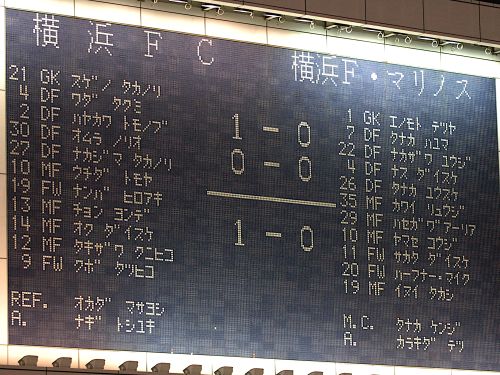 横浜FC
横浜F・マリノス
21 GK スゲノ タカノリ
4 DF ワダ タクミ
2 DF ハヤカワ トモノブ
30 DF オムラ ノリオ
27 DF ナカジマ タカノリ
10 MF ウチダ トモヤ
19 FW ナンバ ヒロアキ
13 MF チョン ヨンデ
14 MF オク ダイスケ
12 MF タキザワ クニヒコ
9 FW クボ タツヒコ
1 - 0
0 - 0
1 - 0
1 GK エノモト テツヤ
7 DF タナカ ハユマ
22 DF ナカザワ ユウジ
4 DF ナス ダイスケ
26 DF タナカ ユウスケ
35 MF カワイ リュウジ
29 MF ハセガワ アーリア
10 MF ヤマセ コウジ
11 FW サカタ ダイスケ
20 FW ハーフナー・マイク
19 MF イヌイ タカシ
REF. オカダ マサヨシ
A. ナギ トシユキ
M.C. タナカ ケンジ
A. カラキダ テツ